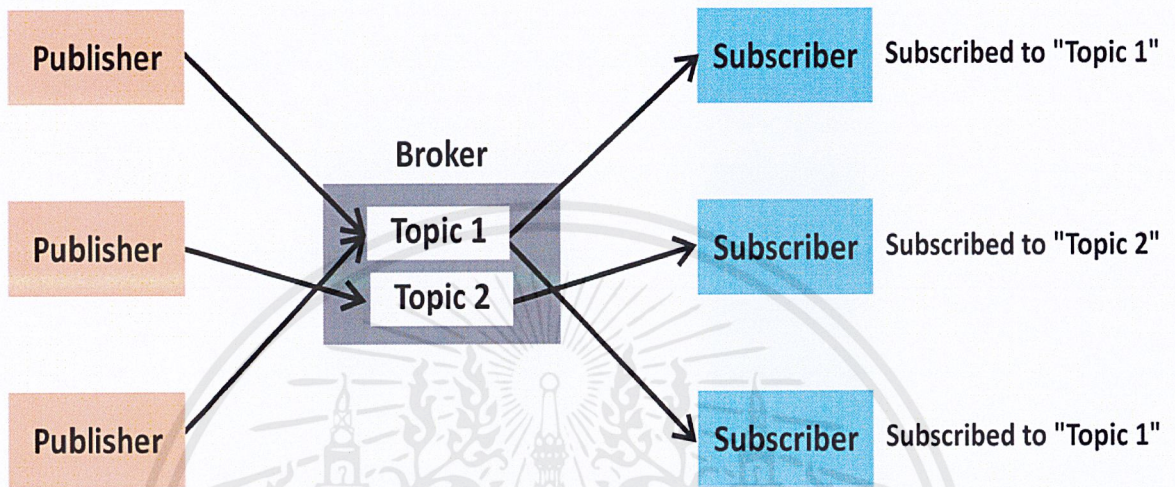 Publisher
Subscriber Subscribed to "Topic 1"
Broker
Publisher
Topic 1
Topic 2
Subscriber Subscribed to "Topic 2"
Publisher
Subscriber Subscribed to "Topic 1"